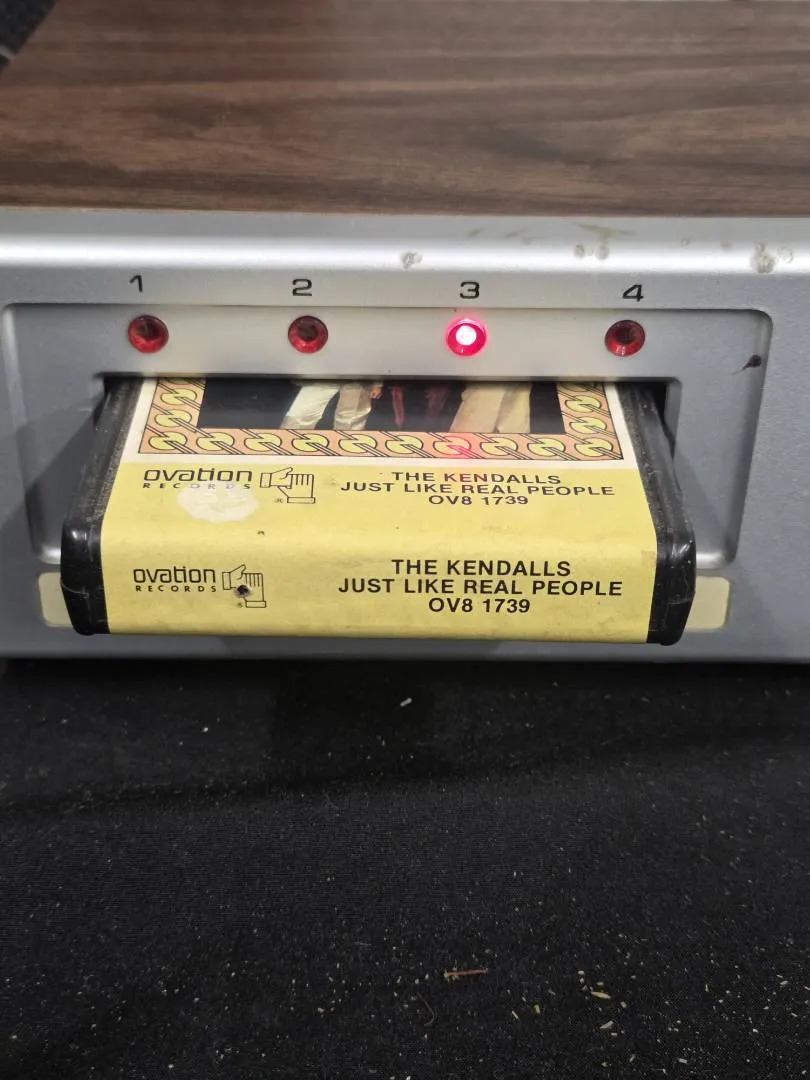 1 2 3 4
ovation
RECORDS
THE KENDALLS
JUST LIKE REAL PEOPLE
OV8 1739
ovation
RECORDS
THE KENDALLS
JUST LIKE REAL PEOPLE
OV8 1739